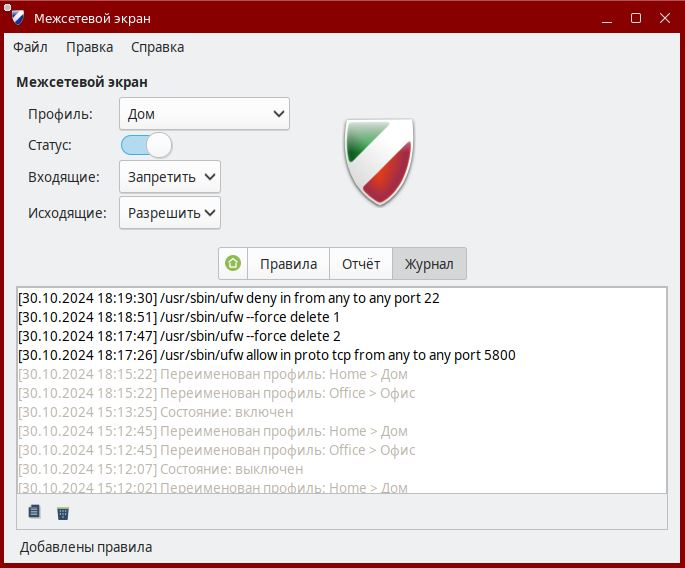 Межсетевой экран
Файл Правка Справка
Межсетевой экран
Профиль: Дом
Статус:
Входящие: Запретить
Исходящие: Разрешить
Правила Отчёт Журнал
[30.10.2024 18:19:30] /usr/sbin/ufw deny in from any to any port 22
[30.10.2024 18:18:51] /usr/sbin/ufw --force delete 1
[30.10.2024 18:17:47] /usr/sbin/ufw --force delete 2
[30.10.2024 18:17:26] /usr/sbin/ufw allow in proto tcp from any to any port 5800
[30.10.2024 18:15:22] Переименован профиль: Home > Дом
[30.10.2024 18:15:22] Переименован профиль: Office > Офис
[30.10.2024 15:13:25] Состояние: включен
[30.10.2024 15:12:45] Переименован профиль: Home > Дом
[30.10.2024 15:12:45] Переименован профиль: Office > Офис
[30.10.2024 15:12:07] Состояние: выключен
[30.10.2024 15:12:02] Переименован профиль: Home > Дом
Добавлены правила